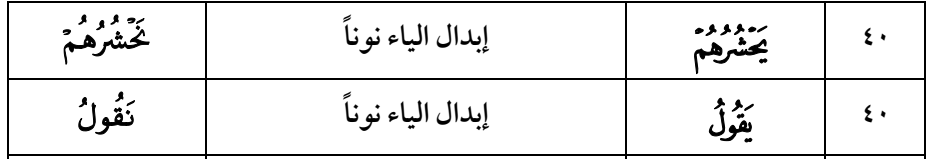 ٤٠ يَحۡشُرُهُمۡ إبدال الياء نوناً نَحۡشُرُهُمۡ
٤٠ يَقُولُ إبدال الياء نوناً نَقُولُ